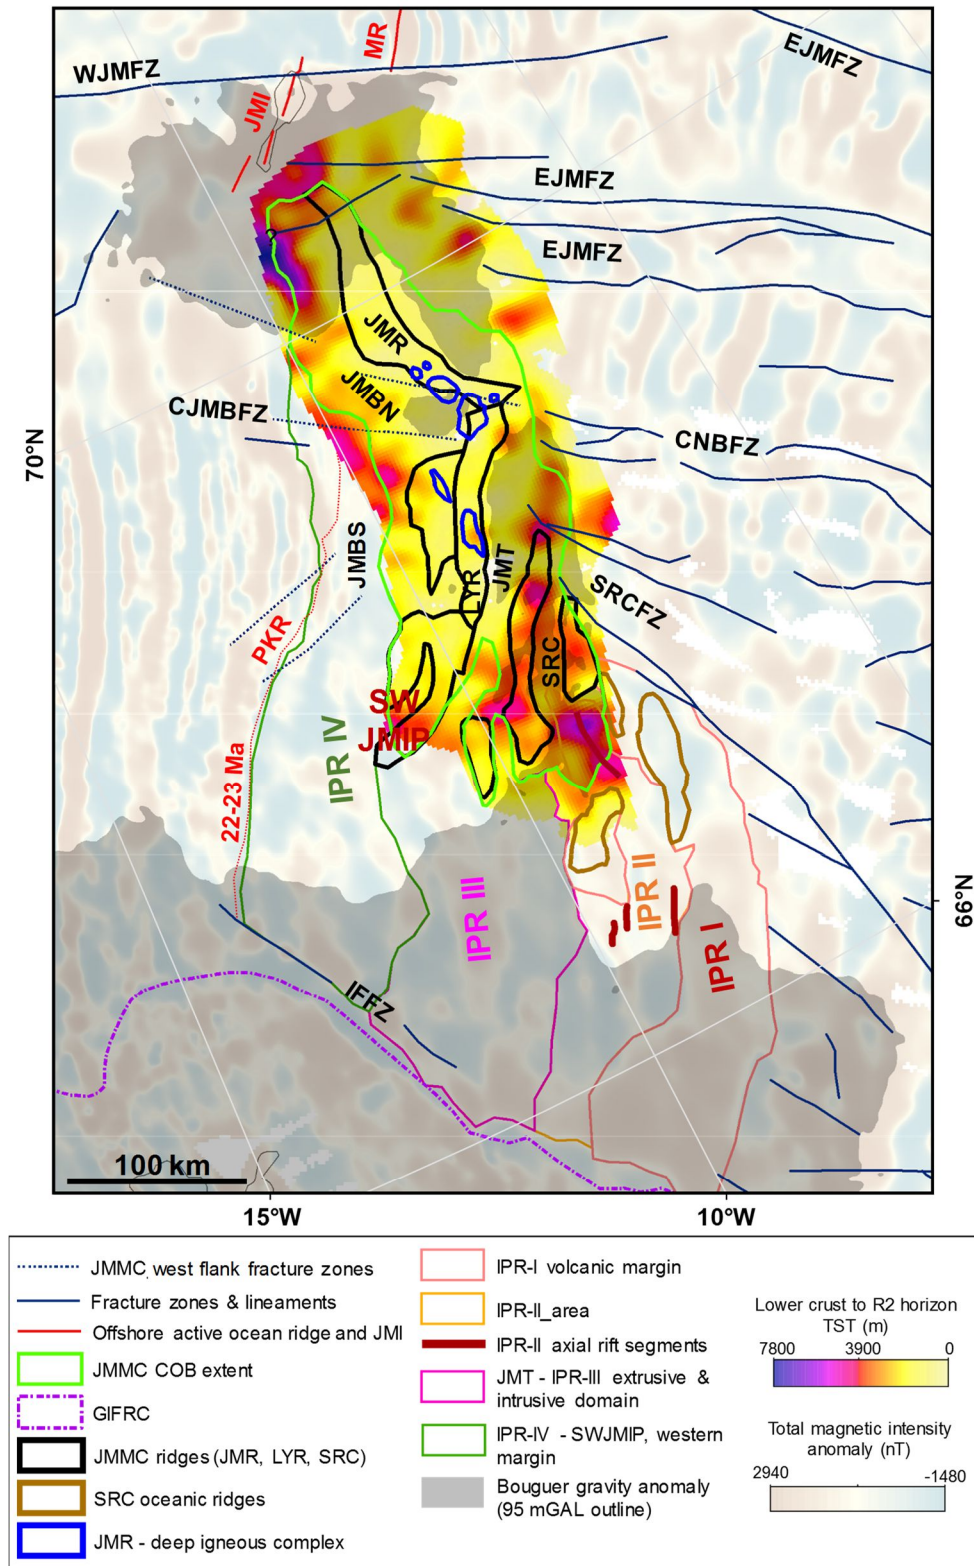 MR
EJMFZ
WJMFZ
JMI
EJMFZ
EJMFZ
JMR
JMBN
CJMBFZ
CNBFZ
70°N
JMBS
LYR
JMT
SRCFZ
PKR
SRC
SW
JMIP
IPR IV
22-23 Ma
IPR III
IPR II
IPR I
66°N
IFFZ
100 km
15°W
10°W
JMMC, west flank fracture zones
Fracture zones & lineaments
Offshore active ocean ridge and JMI
JMMC COB extent
GIFRC
JMMC ridges (JMR, LYR, SRC)
SRC oceanic ridges
JMR - deep igneous complex
IPR-I volcanic margin
IPR-II_area
IPR-II axial rift segments
JMT - IPR-III extrusive &
intrusive domain
IPR-IV - SWJMIP, western
margin
Bouguer gravity anomaly
(95 mGAL outline)
Lower crust to R2 horizon
TST (m)
7800 3900 0
Total magnetic intensity
anomaly (nT)
2940 -1480